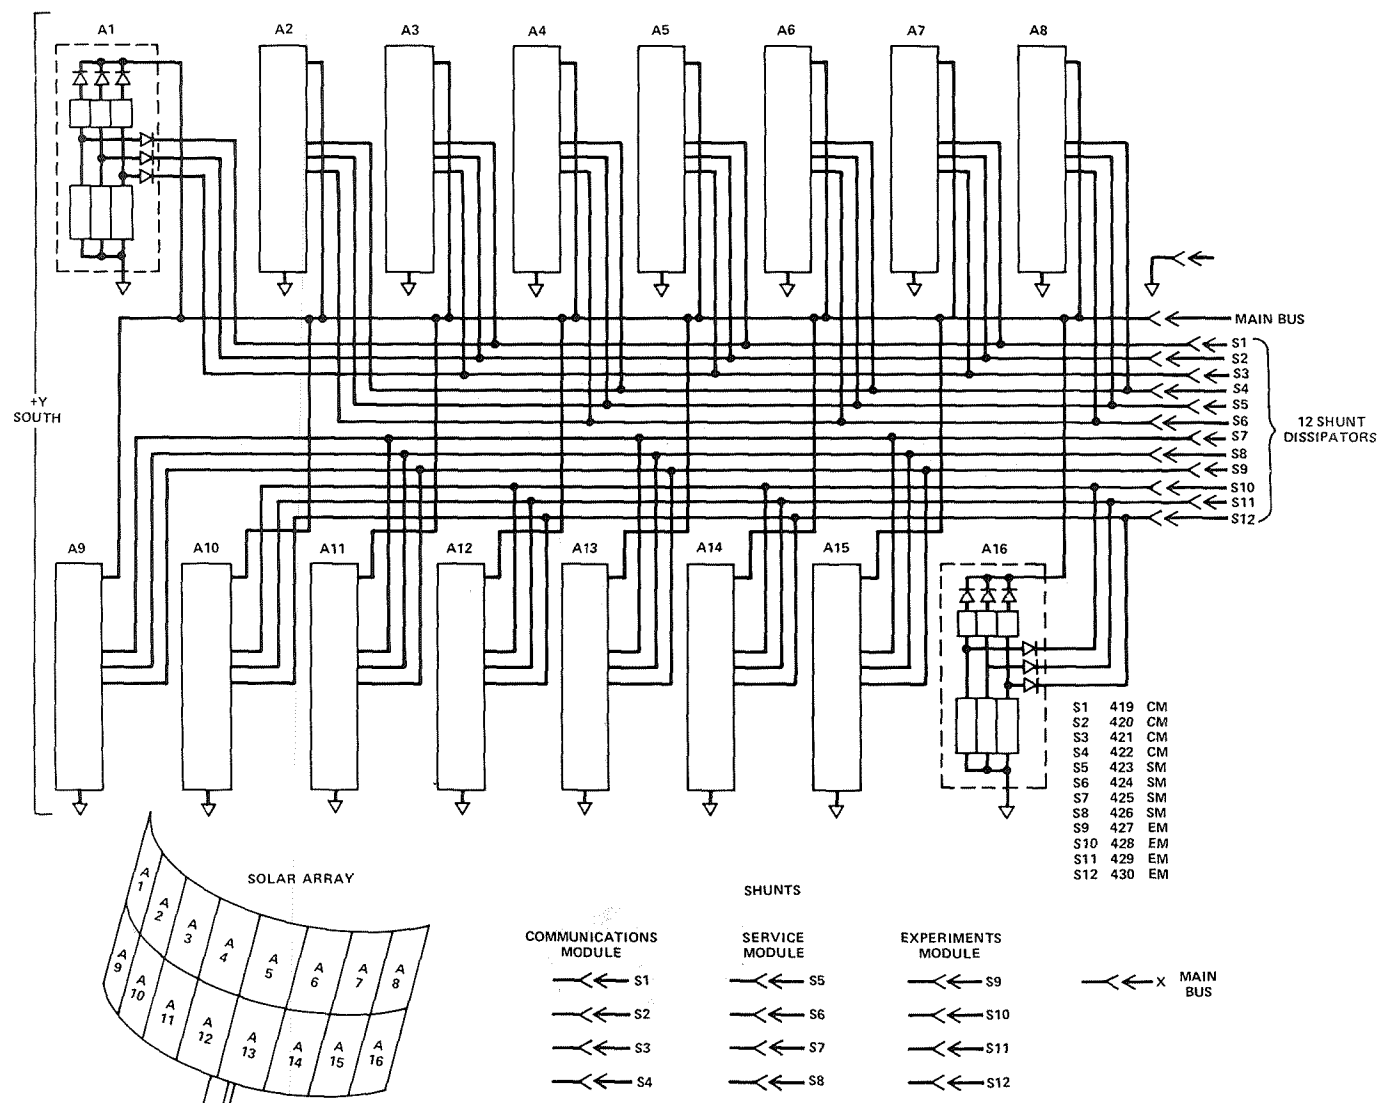 A1 A2 A3 A4 A5 A6 A7 A8
MAIN BUS
S1
S2
S3
S4
S5
S6
S7
S8
S9
S10
S11
S12
12 SHUNT
DISSIPATORS
+Y
SOUTH
A9 A10 A11 A12 A13 A14 A15 A16
S1 419 CM
S2 420 CM
S3 421 CM
S4 422 CM
S5 423 SM
S6 424 SM
S7 425 SM
S8 426 SM
S9 427 EM
S10 428 EM
S11 429 EM
S12 430 EM
SOLAR ARRAY
A
1
A
2
A
3
A
4
A
5
A
6
A
7
A
8
A
9
A
10
A
11
A
12
A
13
A
14
A
15
A
16
SHUNTS
COMMUNICATIONS
MODULE
S1
S2
S3
S4
SERVICE
MODULE
S5
S6
S7
S8
EXPERIMENTS
MODULE
S9
S10
S11
S12
X MAIN
BUS